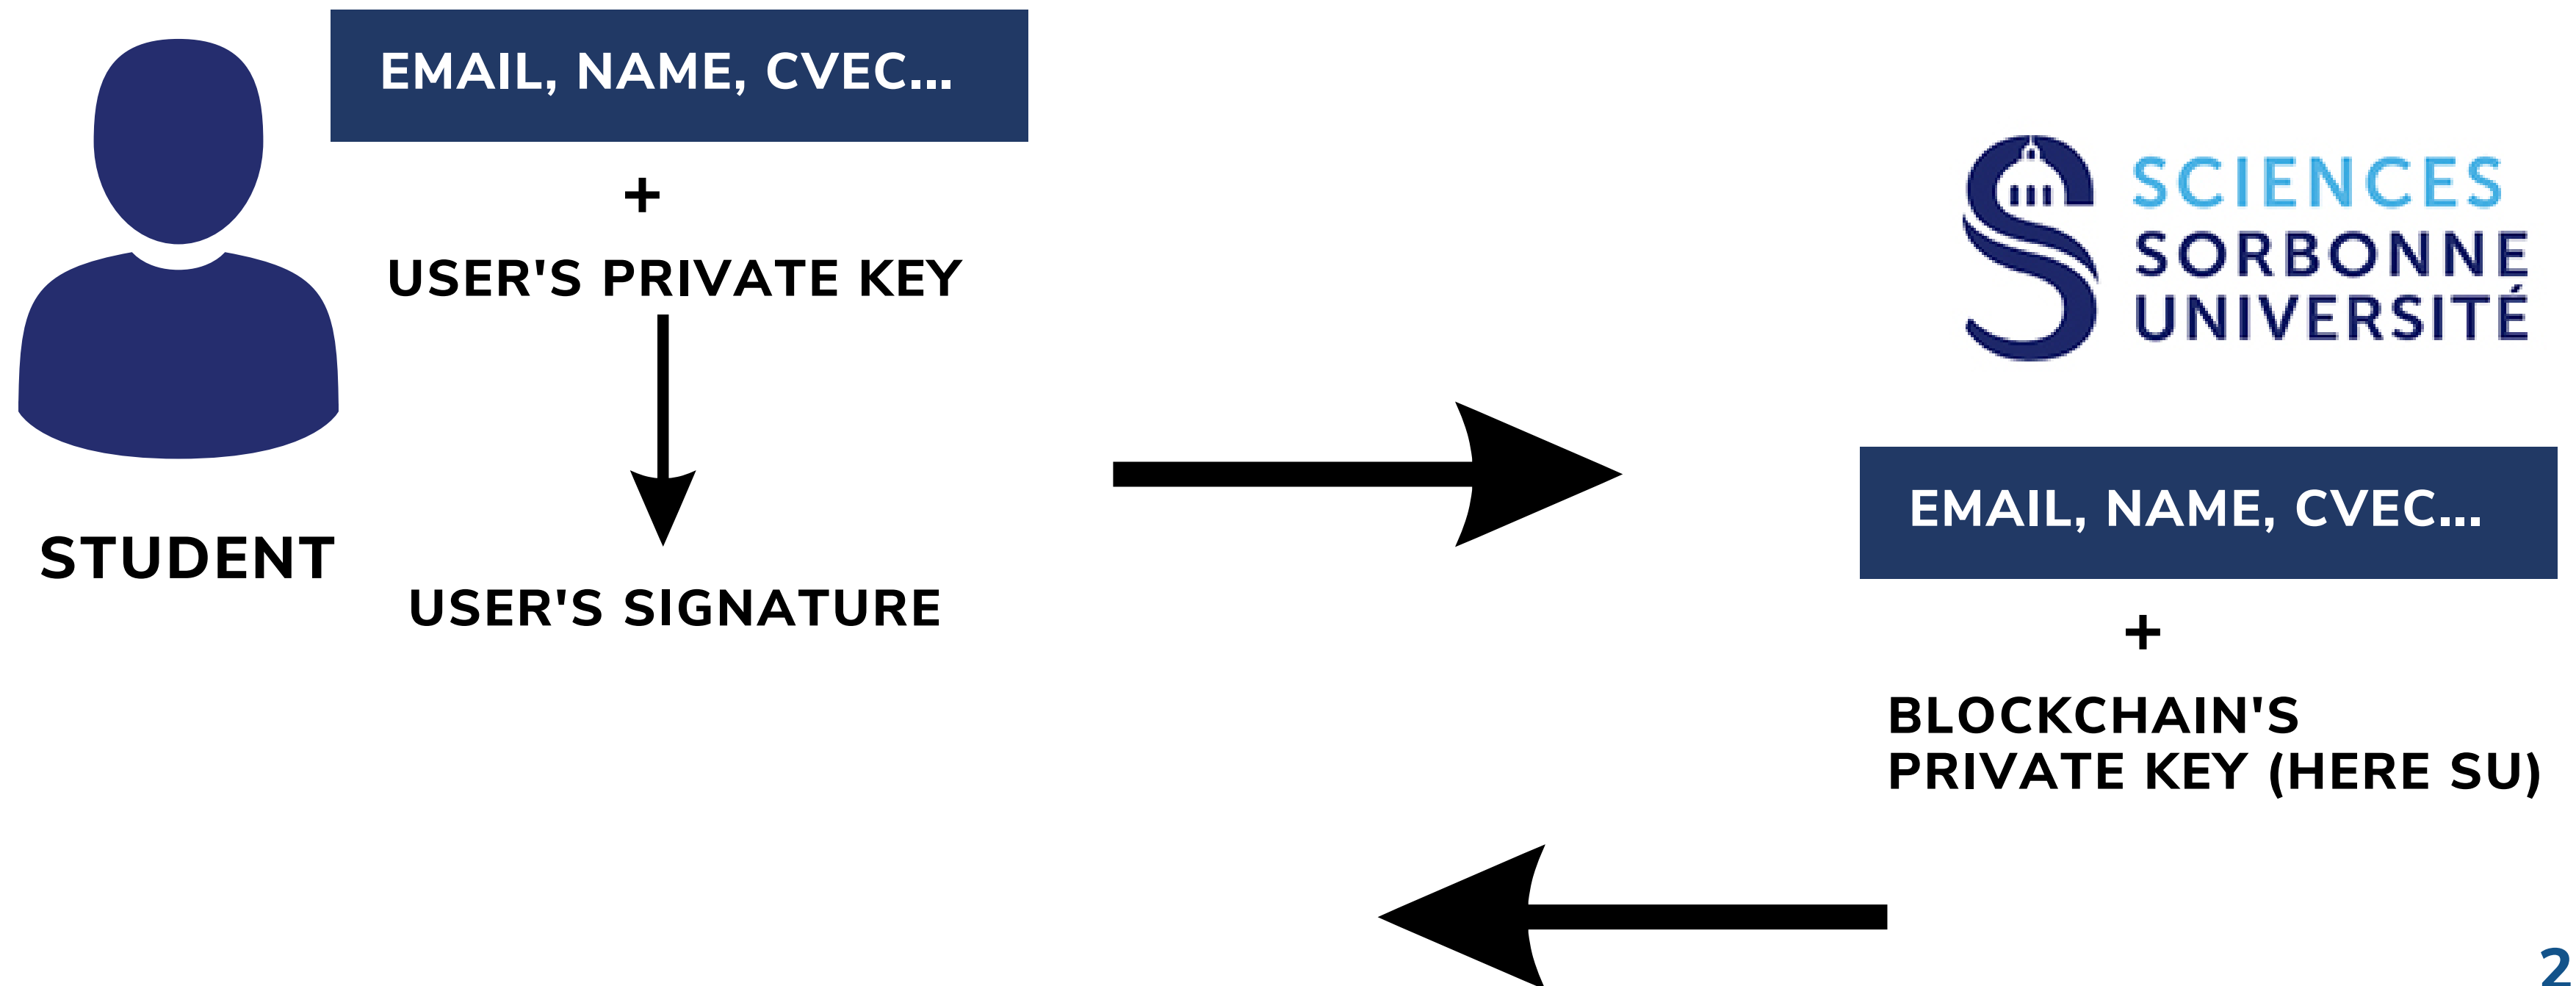 EMAIL, NAME, CVEC...
+
USER'S PRIVATE KEY
STUDENT
USER'S SIGNATURE
SCIENCES
SORBONNE
UNIVERSITÉ
EMAIL, NAME, CVEC...
+
BLOCKCHAIN'S
PRIVATE KEY (HERE SU)
2